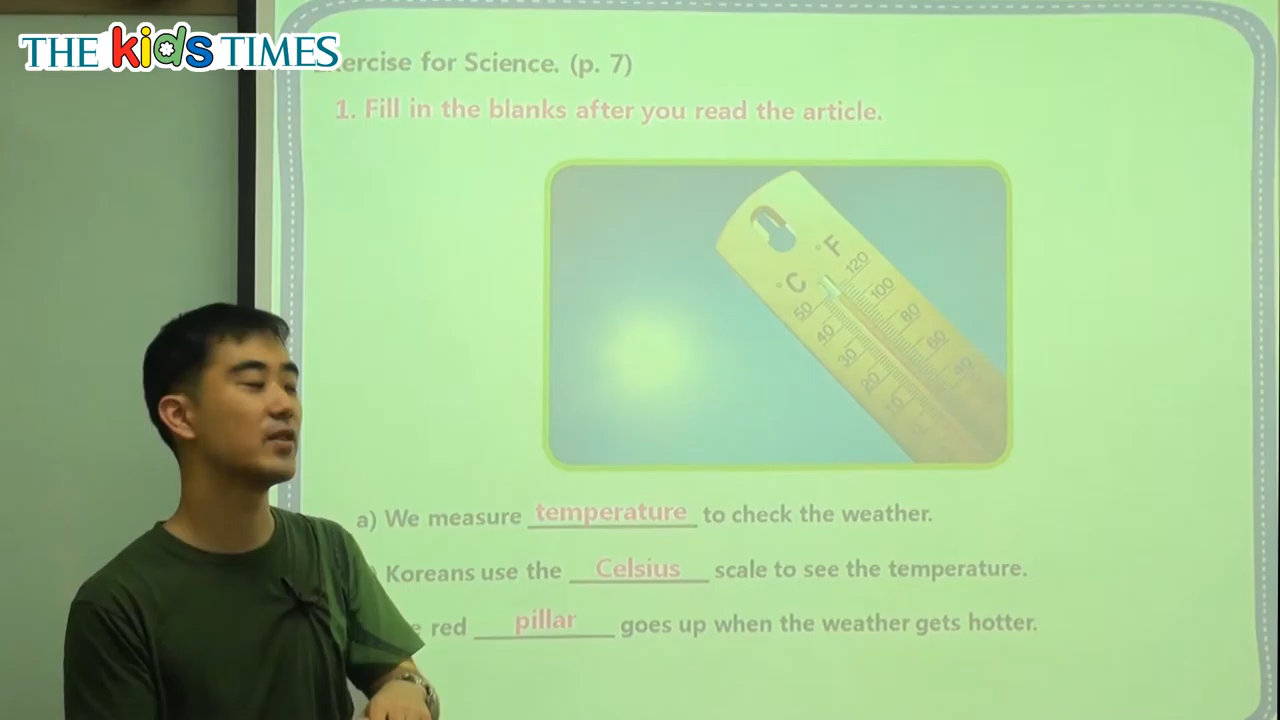 THE kids TIMES
ercise for Science. (p. 7)
1. Fill in the blanks after you read the article.
°F
°C
120
100
80
60
40
50
40
30
20
10
a) We measure temperature to check the weather.
) Koreans use the Celsius scale to see the temperature.
e red pillar goes up when the weather gets hotter.